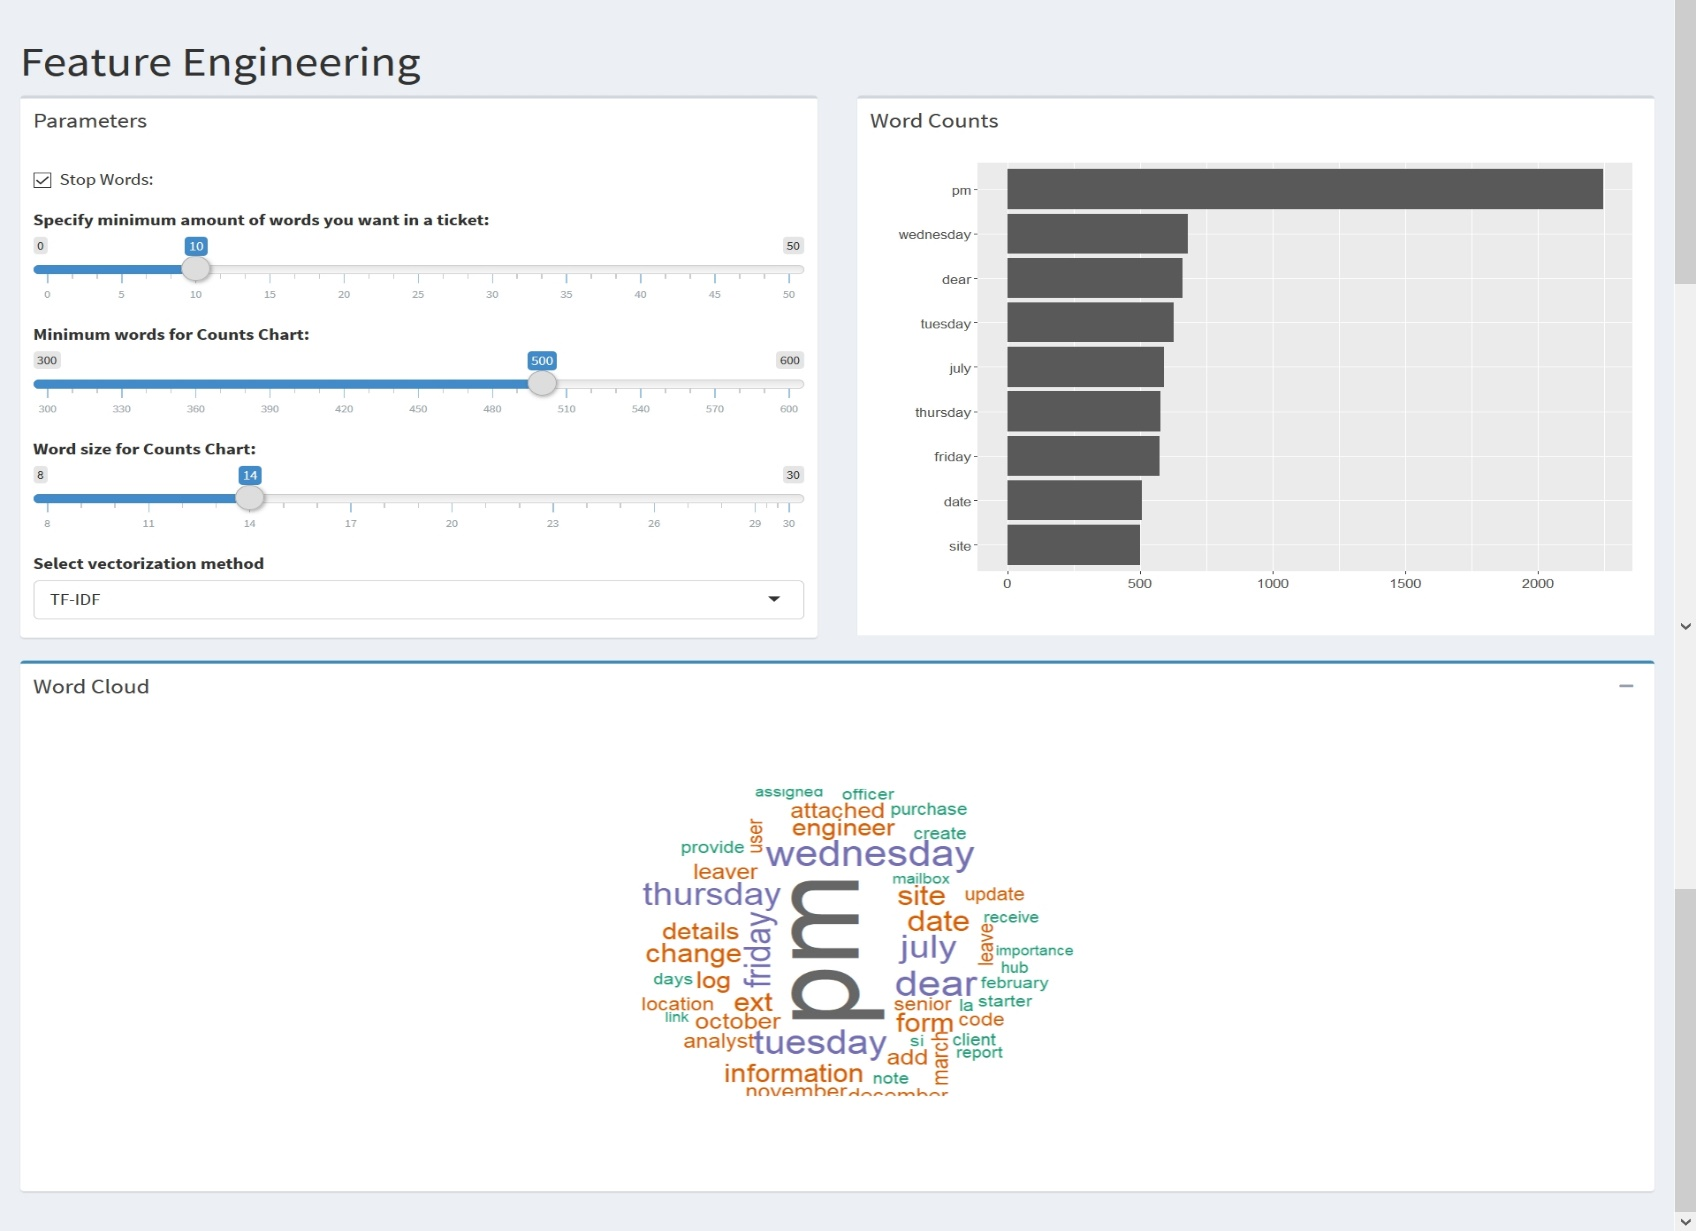 Feature Engineering
Parameters
Stop Words:
Specify minimum amount of words you want in a ticket:
0 10 50
0 5 10 15 20 25 30 35 40 45 50
Minimum words for Counts Chart:
300 500 600
300 330 360 390 420 450 480 510 540 570 600
Word size for Counts Chart:
8 14 30
8 11 14 17 20 23 26 29 30
Select vectorization method
TF-IDF
Word Counts
pm
wednesday
dear
tuesday
july
thursday
friday
date
site
0 500 1000 1500 2000
Word Cloud
assigned officer
attached purchase
user engineer create
provide wednesday
leaver mailbox
thursday pm site update
friday date receive
details july leave
change importance
days log hub
dear february
location ext senior la starter
link october form code
analyst tuesday si client
add march report
information note
november december